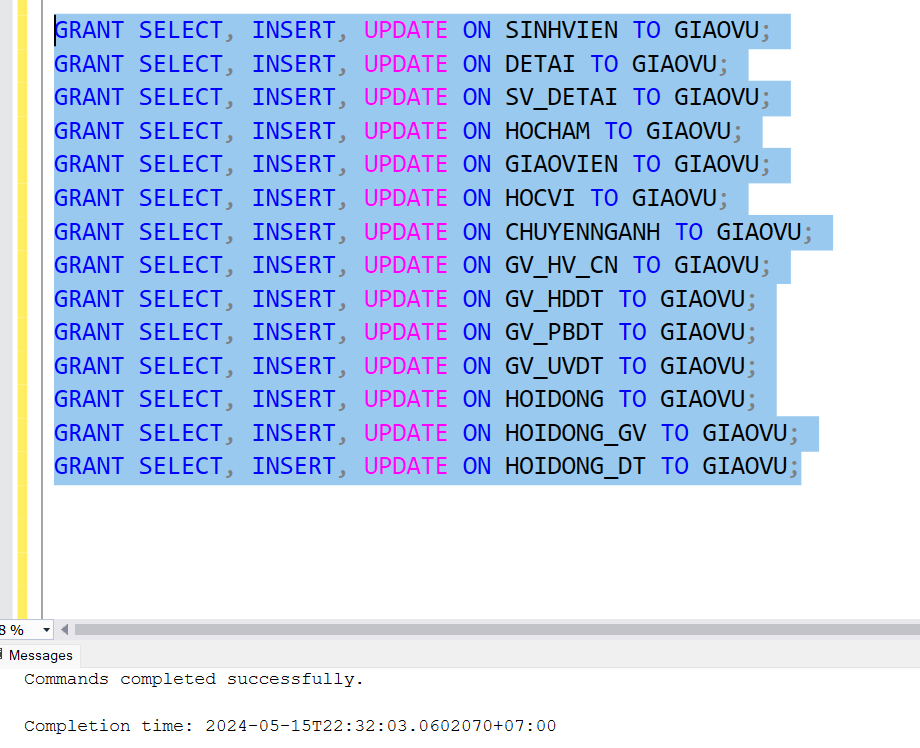 GRANT SELECT, INSERT, UPDATE ON SINHVIEN TO GIAOVU;
GRANT SELECT, INSERT, UPDATE ON DETAI TO GIAOVU;
GRANT SELECT, INSERT, UPDATE ON SV_DETAI TO GIAOVU;
GRANT SELECT, INSERT, UPDATE ON HOCHAM TO GIAOVU;
GRANT SELECT, INSERT, UPDATE ON GIAOVIEN TO GIAOVU;
GRANT SELECT, INSERT, UPDATE ON HOCVI TO GIAOVU;
GRANT SELECT, INSERT, UPDATE ON CHUYENNGANH TO GIAOVU;
GRANT SELECT, INSERT, UPDATE ON GV_HV_CN TO GIAOVU;
GRANT SELECT, INSERT, UPDATE ON GV_HDDT TO GIAOVU;
GRANT SELECT, INSERT, UPDATE ON GV_PBDT TO GIAOVU;
GRANT SELECT, INSERT, UPDATE ON GV_UVDT TO GIAOVU;
GRANT SELECT, INSERT, UPDATE ON HOIDONG TO GIAOVU;
GRANT SELECT, INSERT, UPDATE ON HOIDONG_GV TO GIAOVU;
GRANT SELECT, INSERT, UPDATE ON HOIDONG_DT TO GIAOVU;
8 %
Messages
Commands completed successfully.
Completion time: 2024-05-15T22:32:03.0602070+07:00